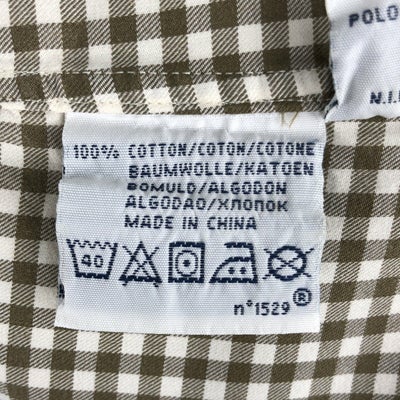 POLO
N.I.
100% COTTON/COTON/COTONE
BAUMWOLLE/KATOEN
BOMULD/ALGODON
ALGODAO/ХЛОПОК
MADE IN CHINA
40
n°1529®